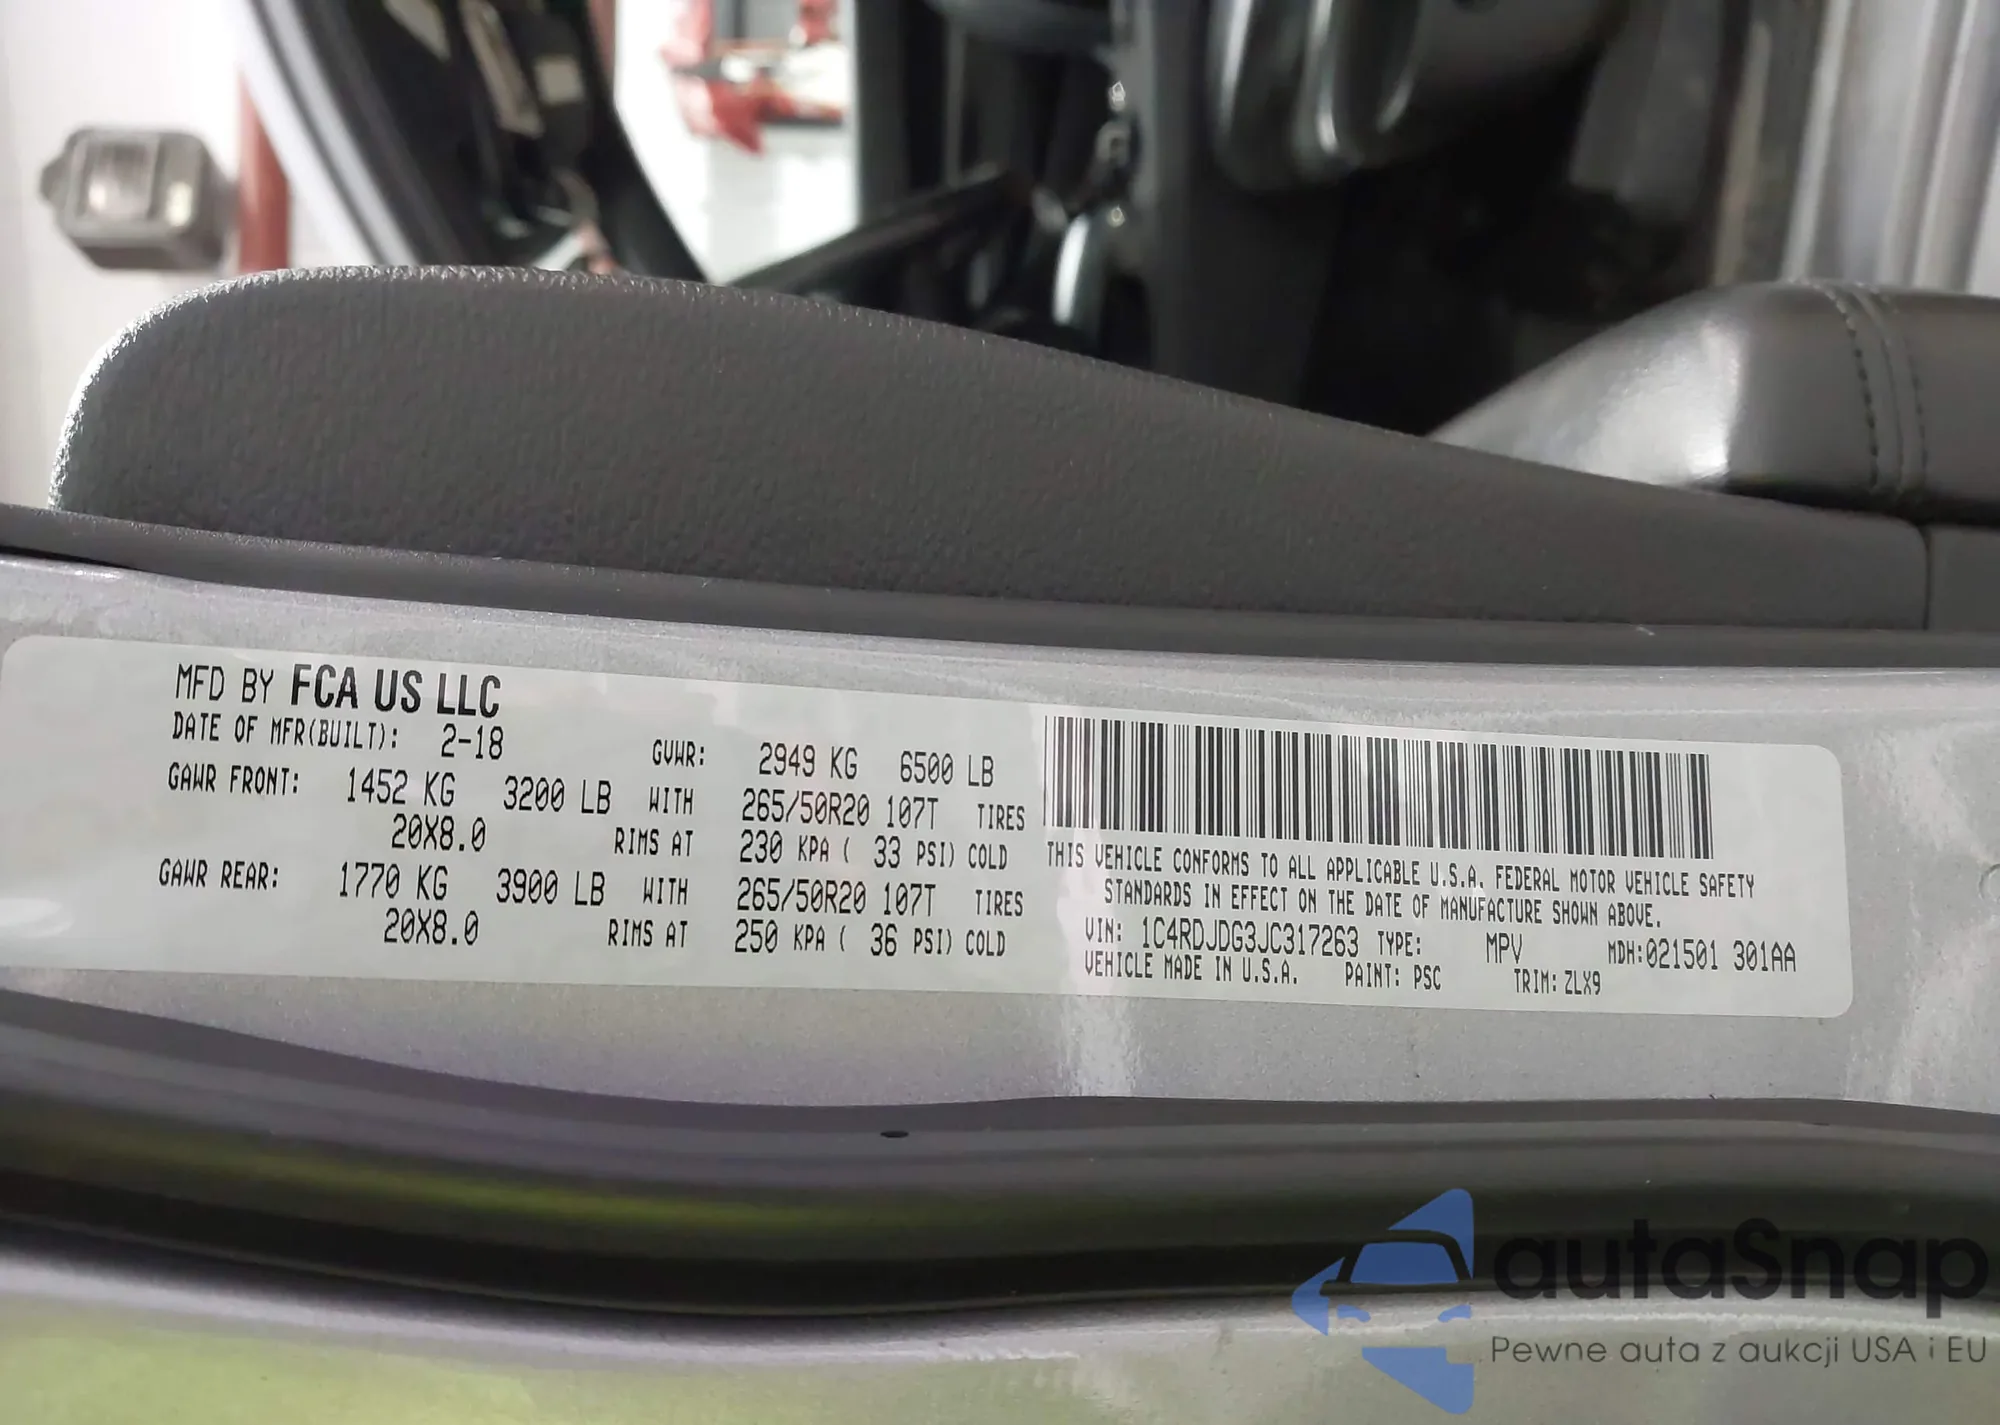 MFD BY FCA US LLC
DATE OF MFR(BUILT): 2-18 GVWR: 2949 KG 6500 LB
GAWR FRONT: 1452 KG 3200 LB WITH 265/50R20 107T TIRES
20X8.0 RIMS AT 230 KPA ( 33 PSI) COLD
GAWR REAR: 1770 KG 3900 LB WITH 265/50R20 107T TIRES
20X8.0 RIMS AT 250 KPA ( 36 PSI) COLD
THIS VEHICLE CONFORMS TO ALL APPLICABLE U.S.A. FEDERAL MOTOR VEHICLE SAFETY
STANDARDS IN EFFECT ON THE DATE OF MANUFACTURE SHOWN ABOVE.
VIN: 1C4RDJDG3JC317263 TYPE: MPV MDH:021501 301AA
VEHICLE MADE IN U.S.A. PAINT: PSC TRIM: ZLX9
autaSnap
Pewne auta z aukcji USA i EU